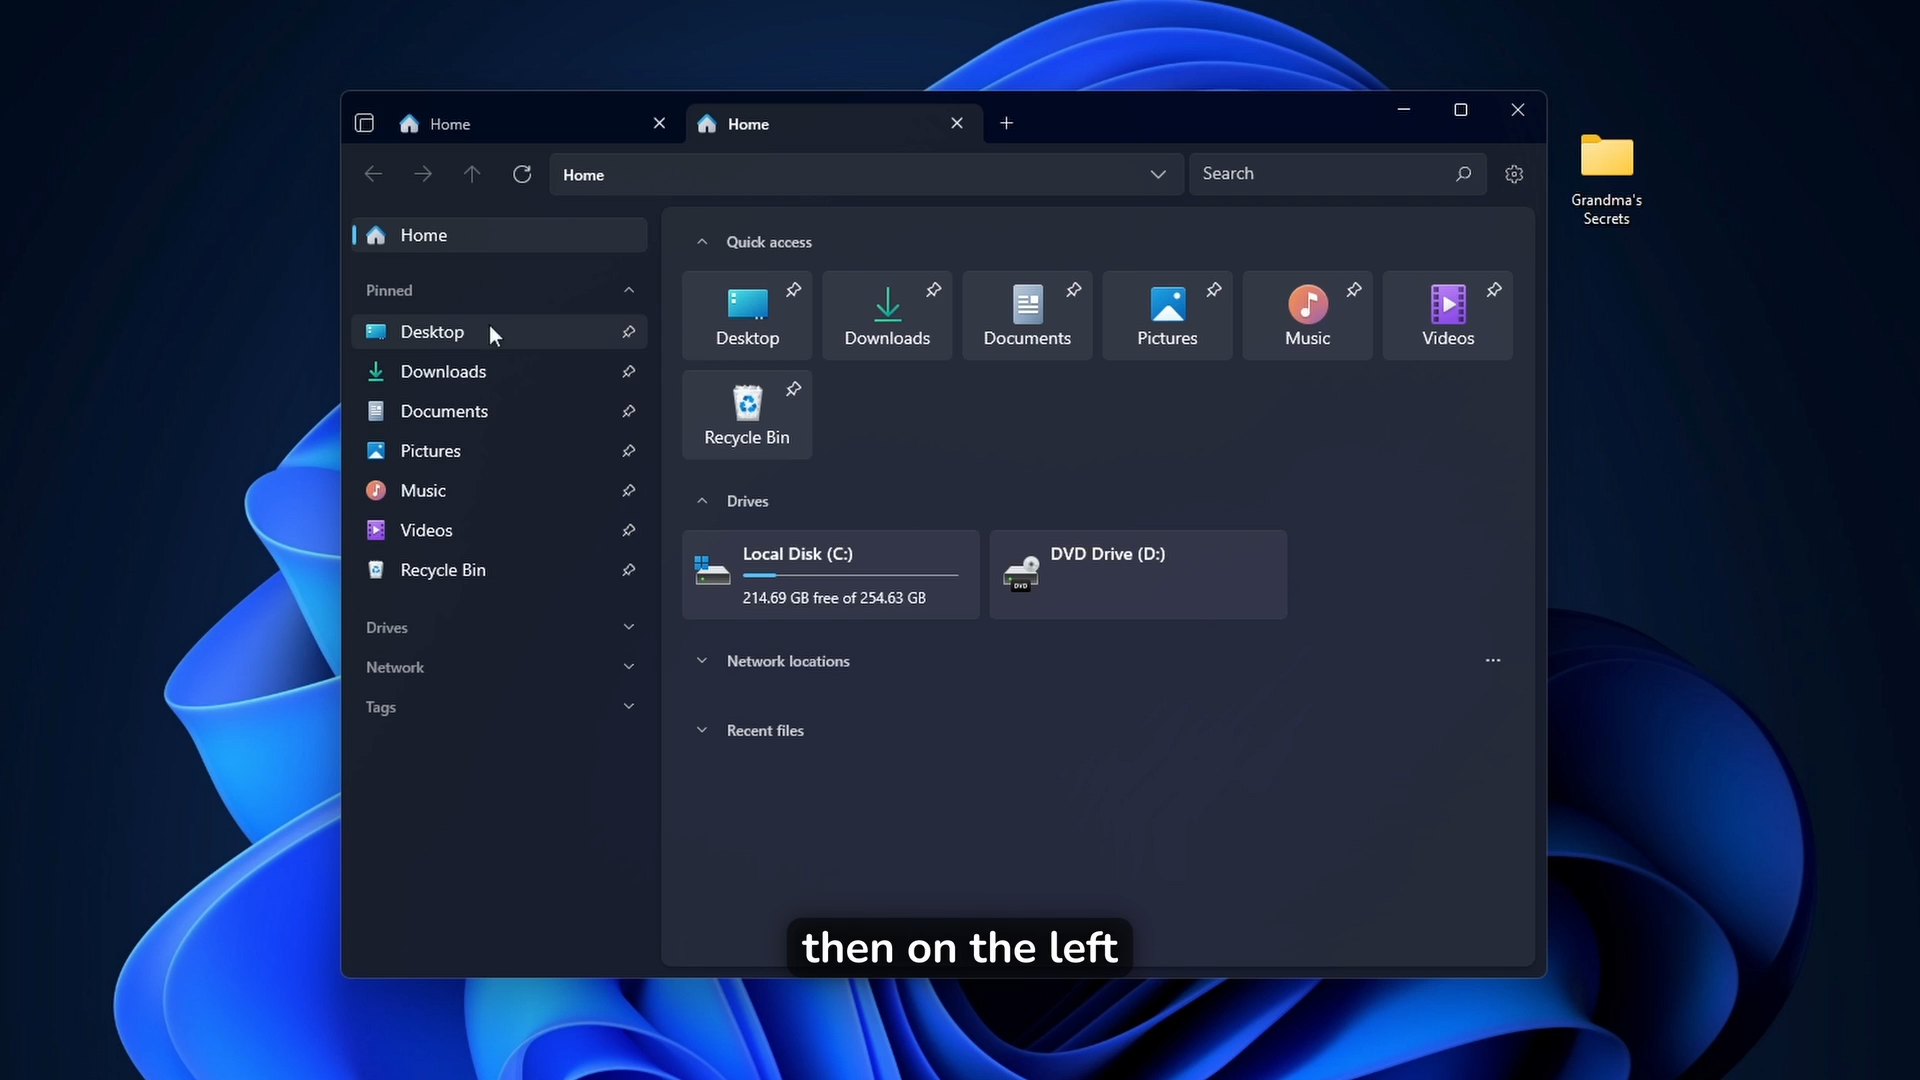 Home
Home
Home
Search
Home
Pinned
Desktop
Downloads
Documents
Pictures
Music
Videos
Recycle Bin
Drives
Network
Tags
Quick access
Desktop
Downloads
Documents
Pictures
Music
Videos
Recycle Bin
Drives
Local Disk (C:)
214.69 GB free of 254.63 GB
DVD
DVD Drive (D:)
Network locations
Recent files
Grandma's
Secrets
then on the left